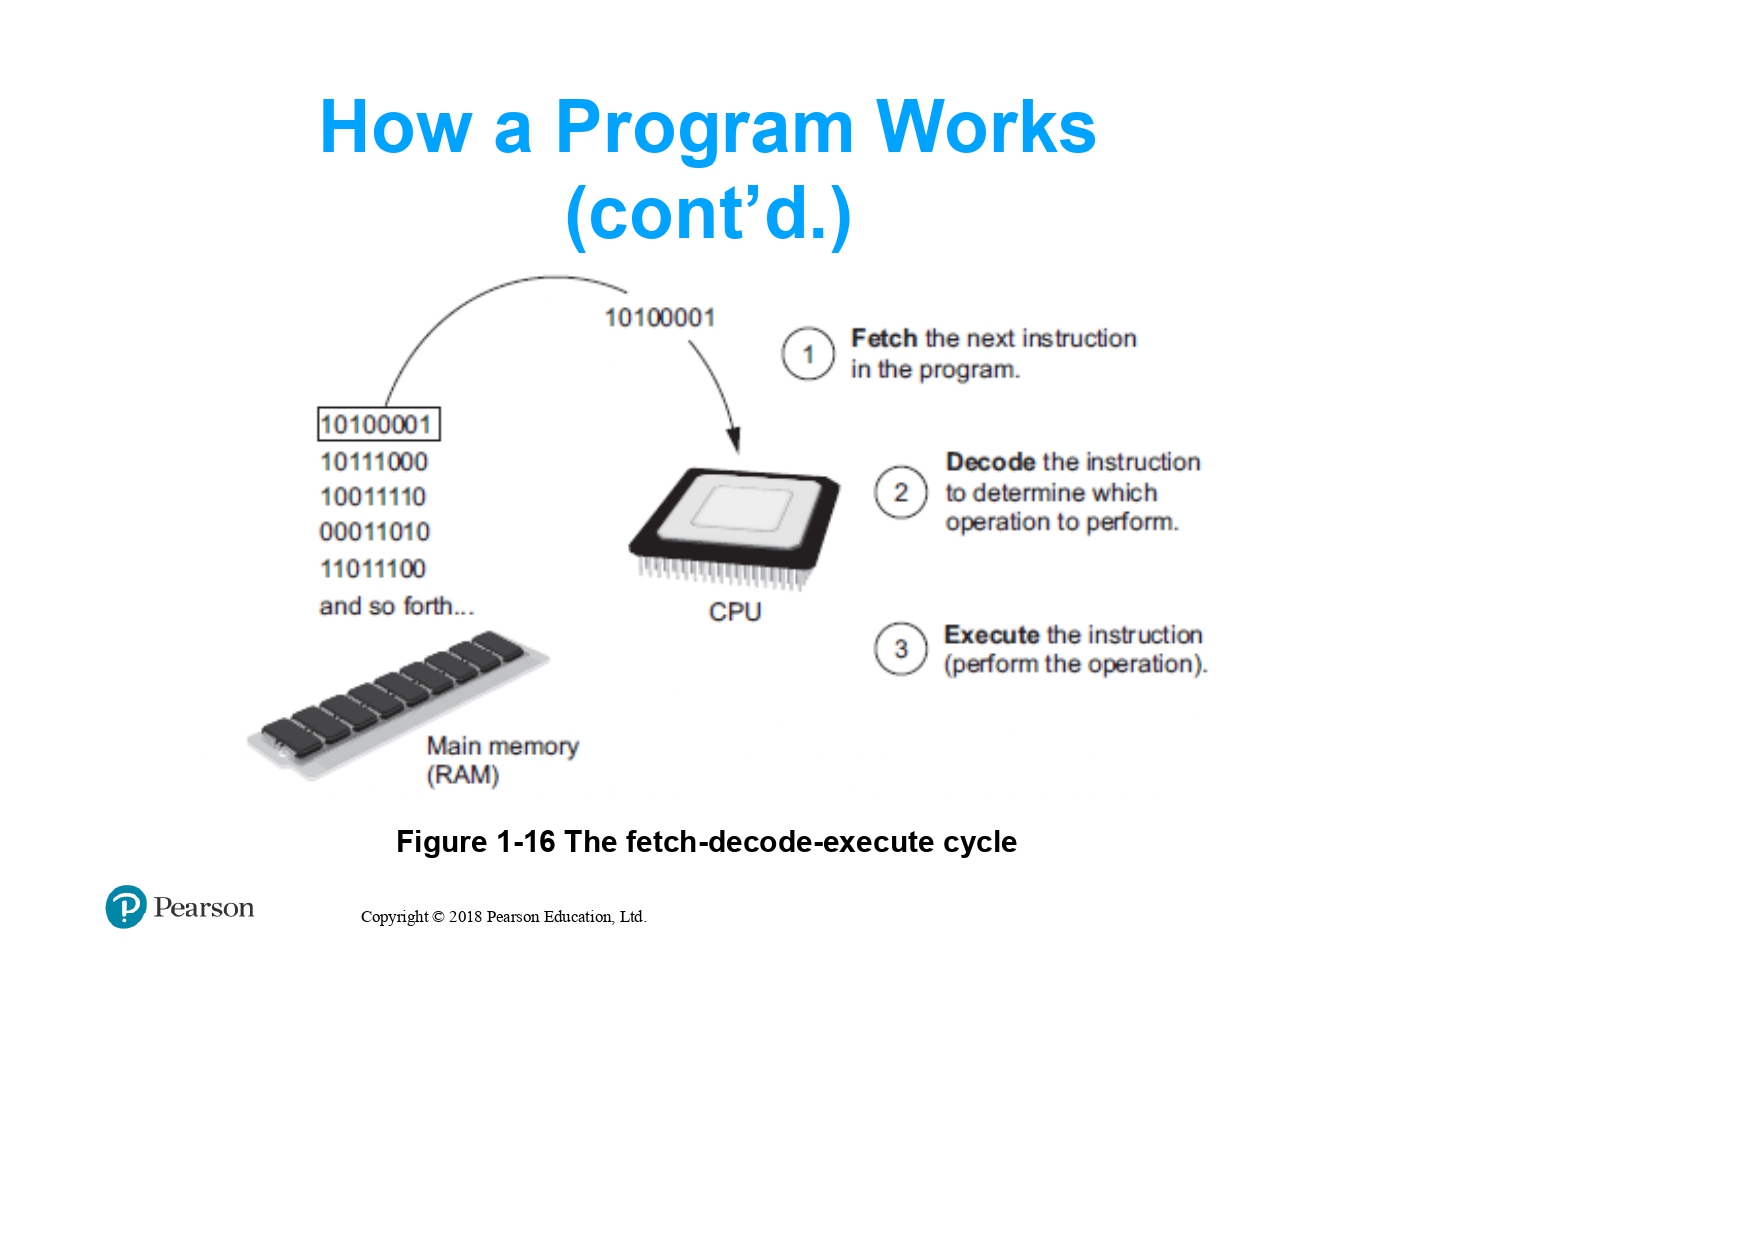 How a Program Works
(cont’d.)
10100001
1
Fetch the next instruction
in the program.
10100001
10111000
10011110
00011010
11011100
and so forth...
CPU
2
Decode the instruction
to determine which
operation to perform.
3
Execute the instruction
(perform the operation).
Main memory
(RAM)
Figure 1-16 The fetch-decode-execute cycle
Pearson
Copyright © 2018 Pearson Education, Ltd.